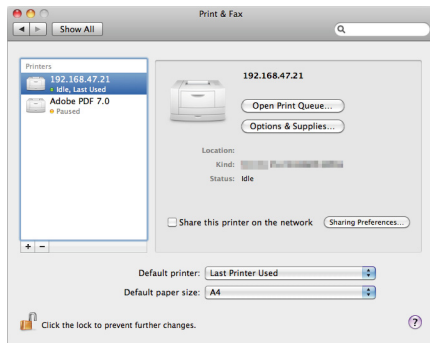 Print & Fax
Show All
Printers
192.168.47.21
Idle, Last Used
Adobe PDF 7.0
Paused
192.168.47.21
Open Print Queue...
Options & Supplies...
Location:
Kind:
Status: Idle
Share this printer on the network
Sharing Preferences...
+ −
Default printer: Last Printer Used
Default paper size: A4
Click the lock to prevent further changes.
?